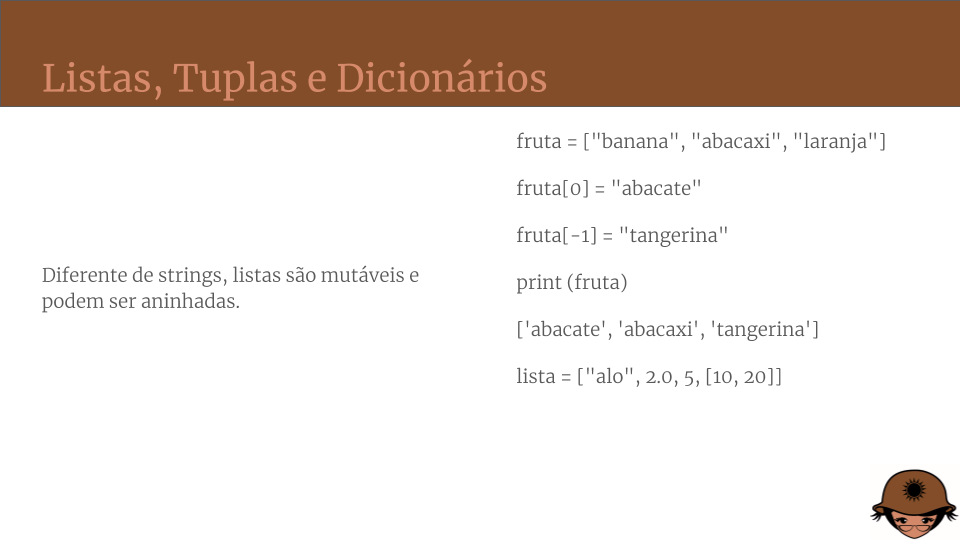 Listas, Tuplas e Dicionários
Diferente de strings, listas são mutáveis e
podem ser aninhadas.
fruta = ["banana", "abacaxi", "laranja"]
fruta[0] = "abacate"
fruta[-1] = "tangerina"
print (fruta)
['abacate', 'abacaxi', 'tangerina']
lista = ["alo", 2.0, 5, [10, 20]]